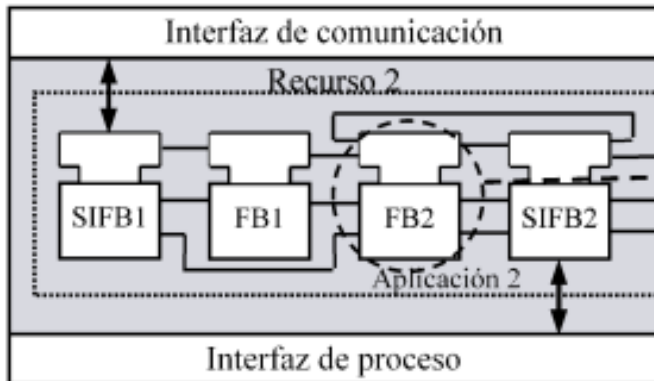 Interfaz de comunicación
Recurso 2
SIFB1
FB1
FB2
SIFB2
Aplicación 2
Interfaz de proceso